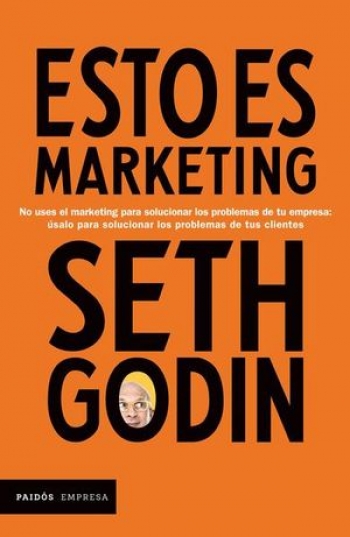 ESTO ES
MARKETING
No uses el marketing para solucionar los problemas de tu empresa:
úsalo para solucionar los problemas de tus clientes
SETH
GODIN
PAIDÓS EMPRESA